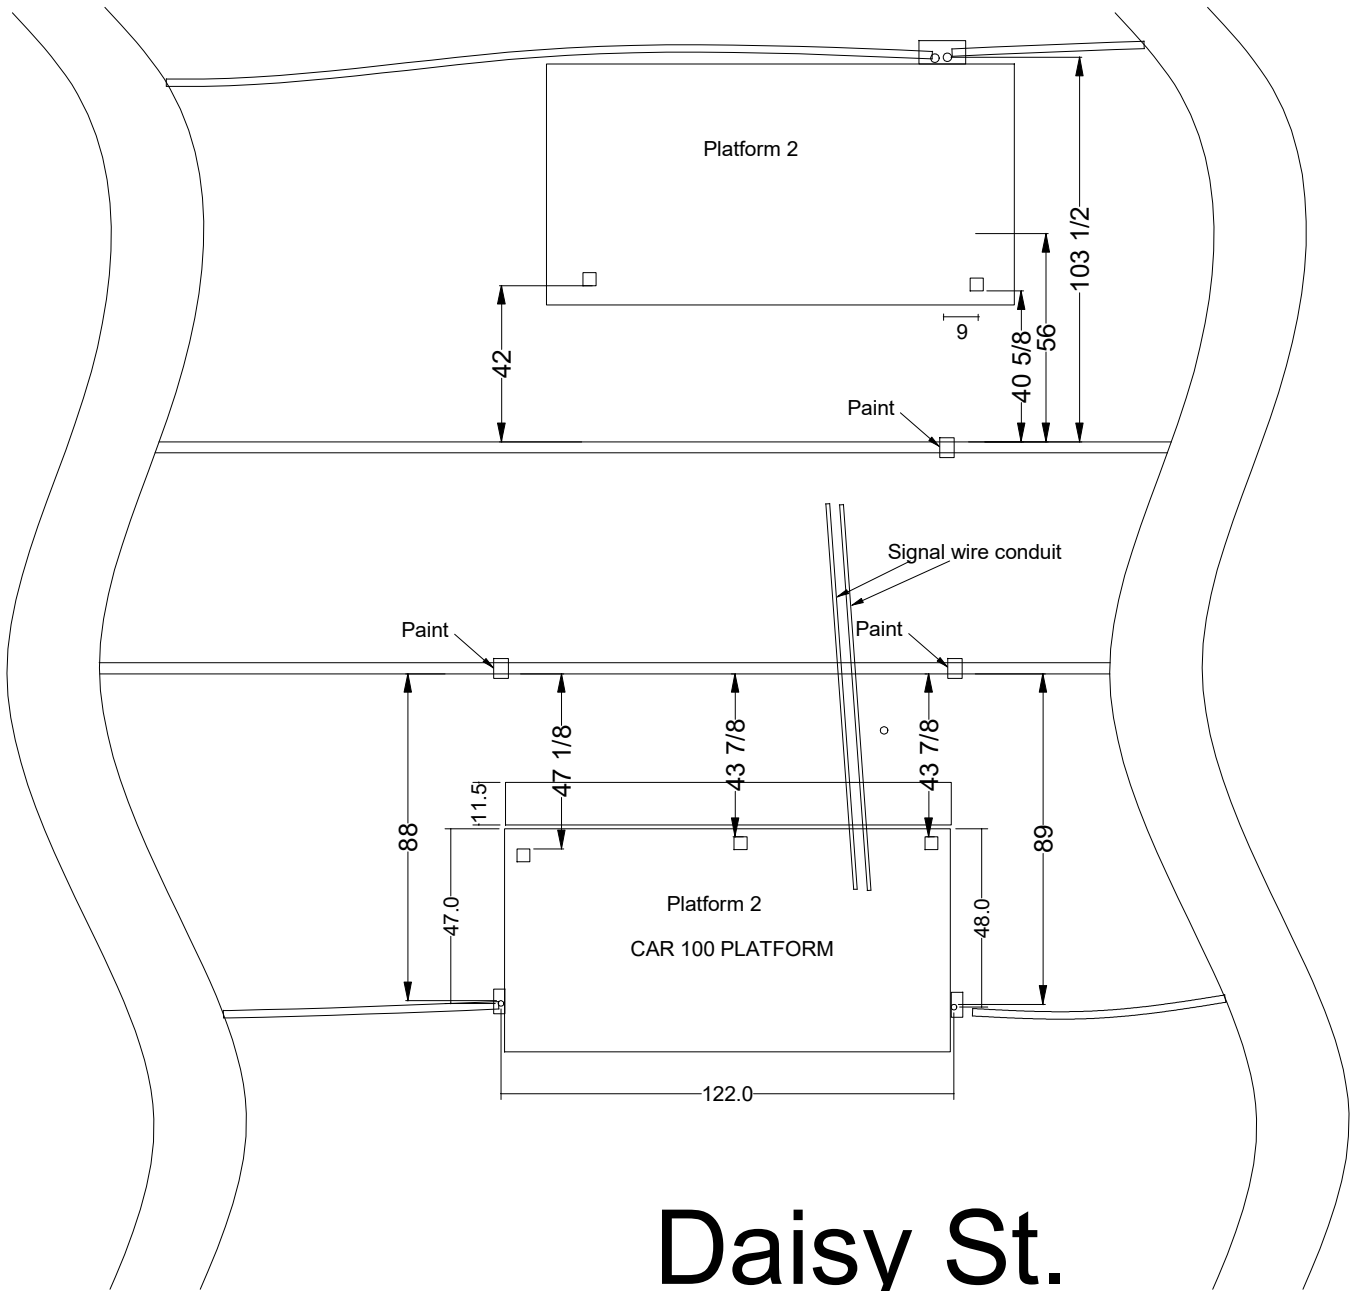 Platform 2
103 1/2
56
40 5/8
9
42
Paint
Signal wire conduit
Paint
Paint
47 1/8
43 7/8
43 7/8
11.5
88
89
47.0
48.0
Platform 2
CAR 100 PLATFORM
122.0
Daisy St.